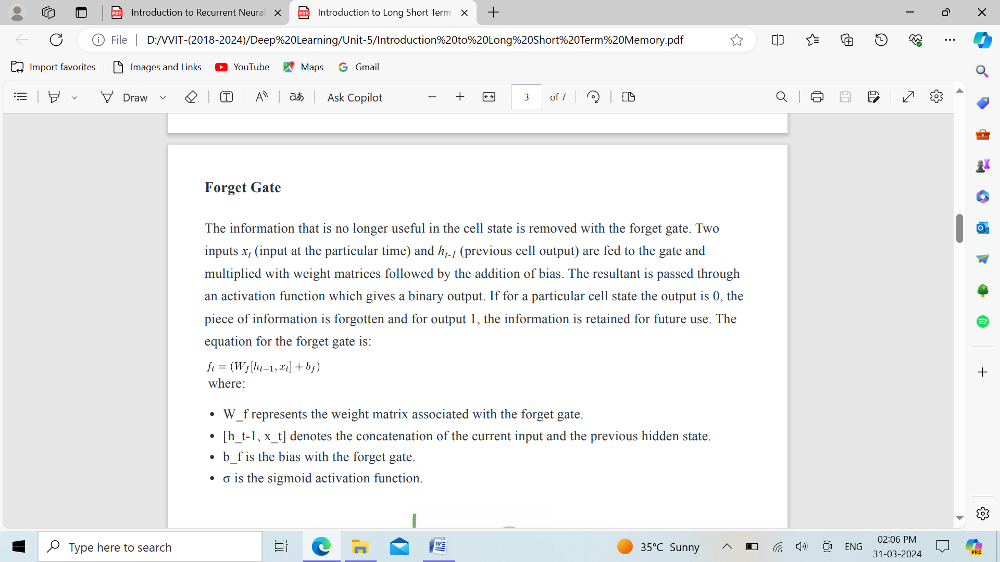 Introduction to Recurrent Neural
Introduction to Long Short Term
File
D:/VVIT-(2018-2024)/Deep%20Learning/Unit-5/Introduction%20to%20Long%20Short%20Term%20Memory.pdf
Import favorites
Images and Links
YouTube
Maps
Gmail
Draw
Ask Copilot
3
of 7
Forget Gate
The information that is no longer useful in the cell state is removed with the forget gate. Two
inputs xt (input at the particular time) and ht-1 (previous cell output) are fed to the gate and
multiplied with weight matrices followed by the addition of bias. The resultant is passed through
an activation function which gives a binary output. If for a particular cell state the output is 0, the
piece of information is forgotten and for output 1, the information is retained for future use. The
equation for the forget gate is:
ft = (Wf[ht−1, xt] + bf)
where:
• W_f represents the weight matrix associated with the forget gate.
• [h_t-1, x_t] denotes the concatenation of the current input and the previous hidden state.
• b_f is the bias with the forget gate.
• σ is the sigmoid activation function.
Type here to search
35°C Sunny
ENG
02:06 PM
31-03-2024